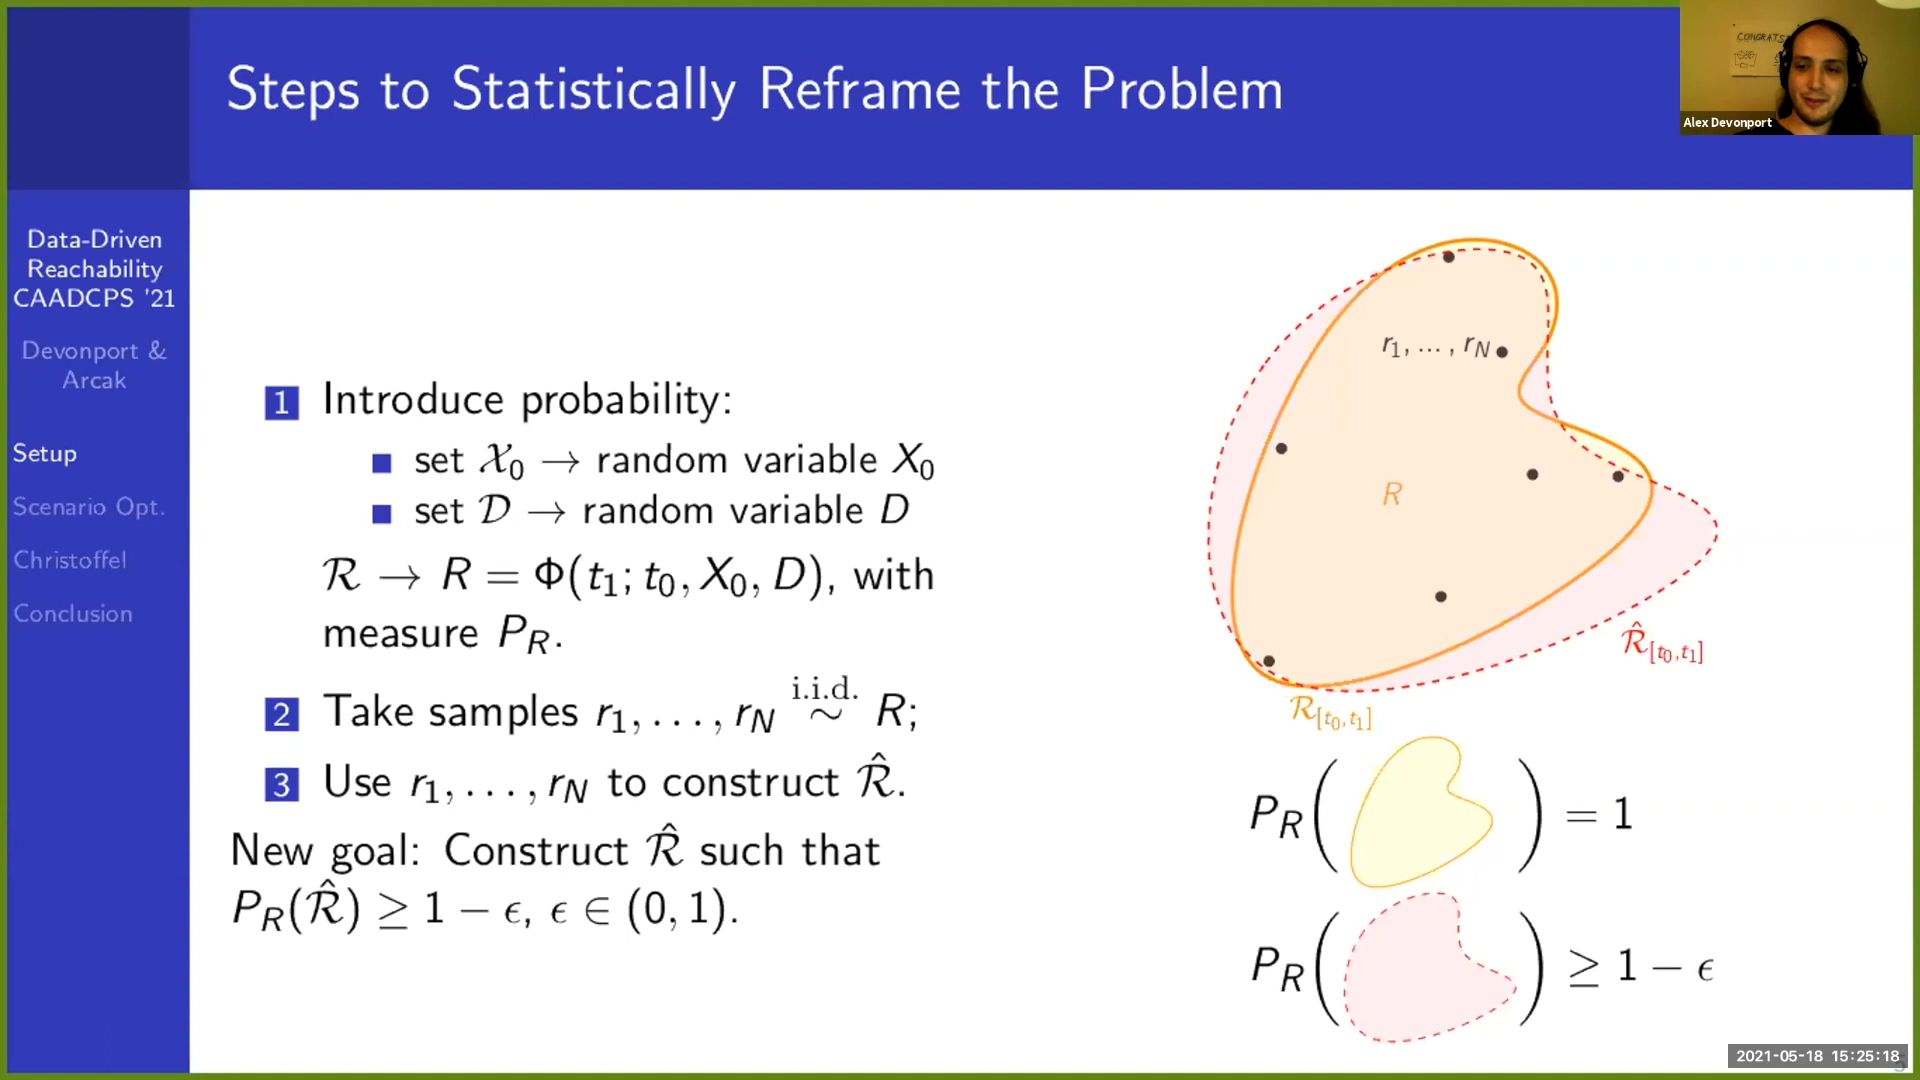 Steps to Statistically Reframe the Problem
CONGRATS
Alex Devonport
Data-Driven
Reachability
CAADCPS '21
Devonport &
Arcak
Setup
Scenario Opt.
Christoffel
Conclusion
1 Introduce probability:
■ set 𝒳₀ → random variable X₀
■ set 𝒟 → random variable D
ℛ → R = Φ(t₁; t₀, X₀, D), with
measure P_R.
2 Take samples r₁, . . . , r_N i.i.d. ∼ R;
3 Use r₁, . . . , r_N to construct ℛ̂.
New goal: Construct ℛ̂ such that
P_R(ℛ̂) ≥ 1 − ϵ, ϵ ∈ (0, 1).
r₁, … , r_N
R
ℛ̂_[t₀,t₁]
ℛ_[t₀,t₁]
P_R( ) = 1
P_R( ) ≥ 1 − ϵ
2021-05-18 15:25:18